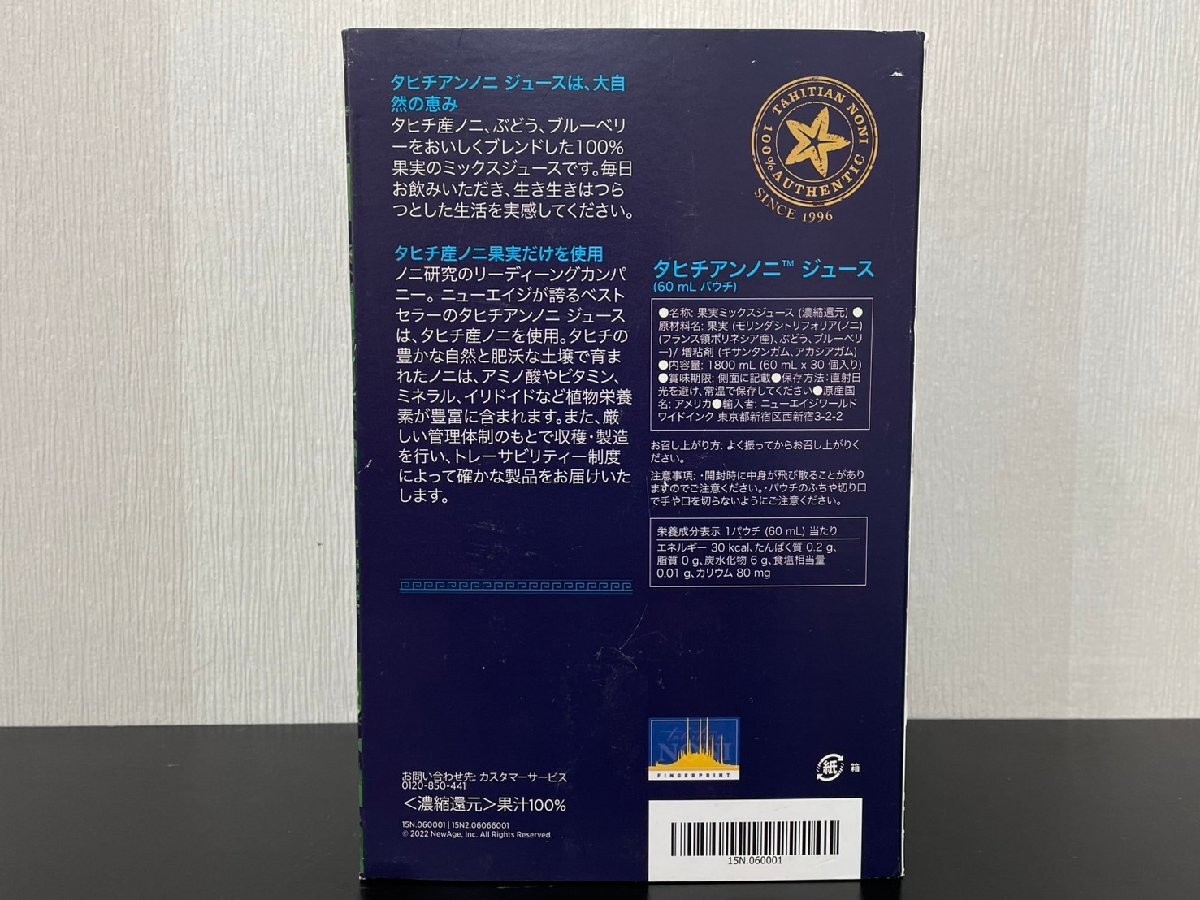 タヒチアンノニ ジュースは、大自
然の恵み
タヒチ産ノニ、ぶどう、ブルーベリ
ーをおいしくブレンドした100%
果実のミックスジュースです。毎日
お飲みいただき、生き生きはつら
つとした生活を実感してください。
タヒチ産ノニ果実だけを使用
ノニ研究のリーディーングカンパ
ニー。ニューエイジが誇るベスト
セラーのタヒチアンノニ ジュース
は、タヒチ産ノニを使用。タヒチの
豊かな自然と肥沃な土壌で育ま
れたノニは、アミノ酸やビタミン、
ミネラル、イリドイドなど植物栄養
素が豊富に含まれます。また、厳
しい管理体制のもとで収穫・製造
を行い、トレーサビリティー制度
によって確かな製品をお届けいた
します。
お問い合わせ先: カスタマーサービス
0120-850-441
＜濃縮還元＞果汁100%
15N.060001 | 15N2.06066001
© 2022 NewAge, Inc. All Rights Reserved
TAHITIAN NONI
100% AUTHENTIC
SINCE 1996
タヒチアンノニ™ ジュース
(60 mL パウチ)
●名称: 果実ミックスジュース (濃縮還元) ●
原材料名: 果実 (モリンダシトリフォリア(ノニ)
(フランス領ポリネシア産)、ぶどう、ブルーベリ
ー)/ 増粘剤 (キサンタンガム、アカシアガム)
●内容量: 1800 mL (60 mL x 30 個入り)
●賞味期限: 側面に記載●保存方法: 直射日
光を避け、常温で保存してください●原産国
名: アメリカ●輸入者: ニューエイジワールド
ワイドインク 東京都新宿区西新宿3-2-2
お召し上がり方: よく振ってからお召し上がりく
ださい。
注意事項: ・開封時に中身が飛び散ることがあり
ますのでご注意ください。・パウチのふちや切り口
で手や口を切らないようにご注意ください。
栄養成分表示 1パウチ (60 mL) 当たり
エネルギー 30 kcal、たんぱく質 0.2 g、
脂質 0 g、炭水化物 6 g、食塩相当量
0.01 g、カリウム 80 mg
Tahitian
NONI
FINGERPRINT
紙 箱
15N.060001